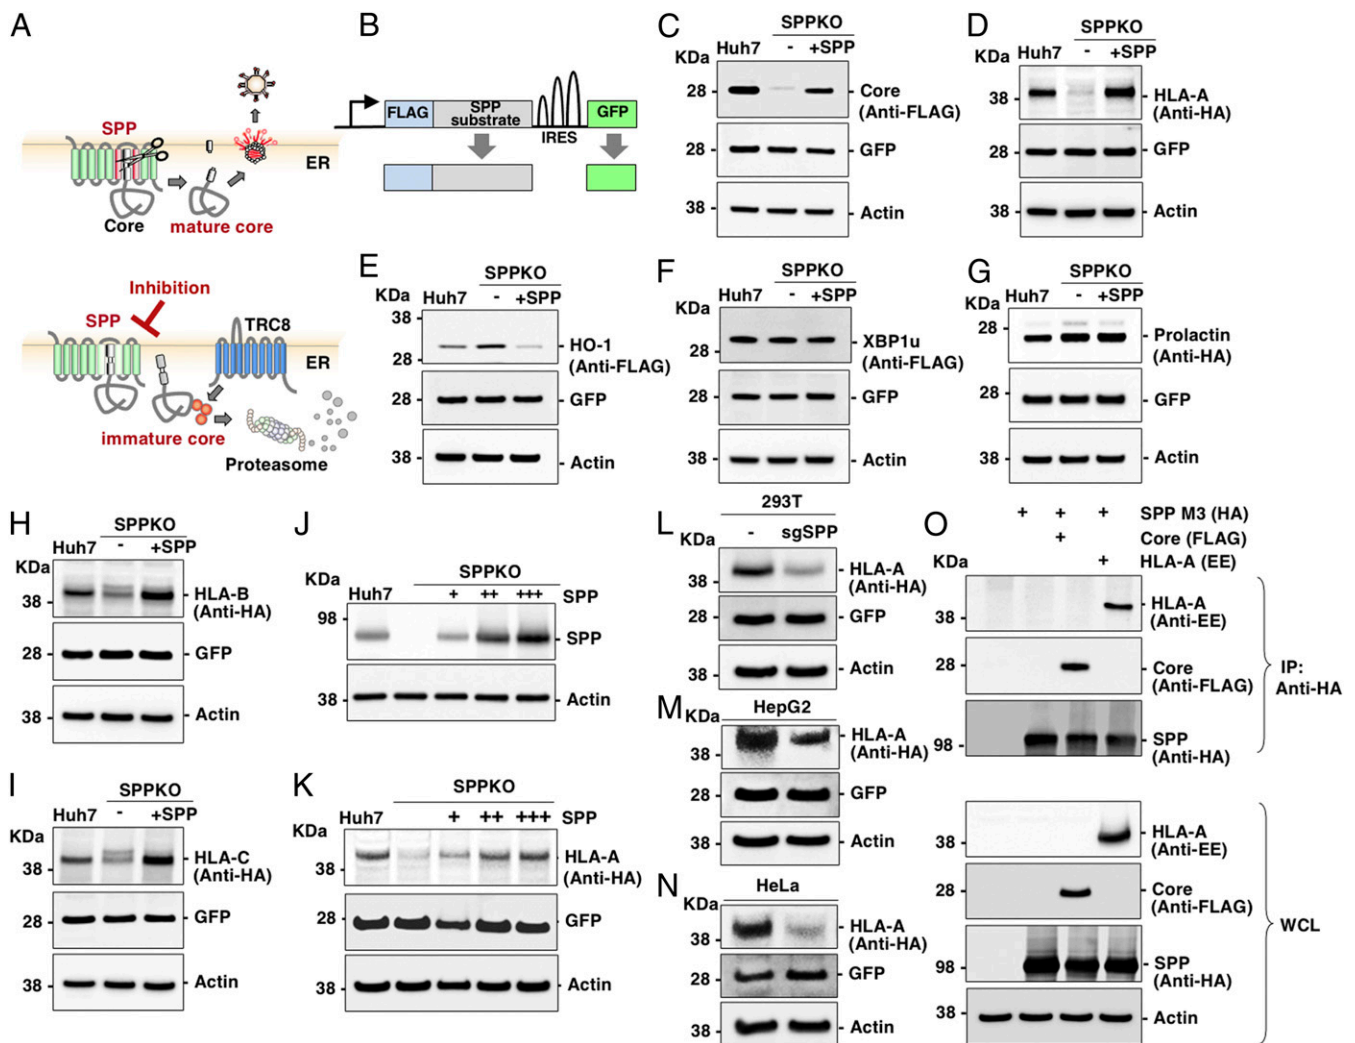 A
SPP
ER
Core
mature core
Inhibition
SPP
TRC8
ER
immature core
Proteasome
B
FLAG
SPP
substrate
IRES
GFP
C
SPPKO
Huh7
-
+SPP
KDa
28
Core
(Anti-FLAG)
28
GFP
38
Actin
D
SPPKO
Huh7
-
+SPP
KDa
38
HLA-A
(Anti-HA)
28
GFP
38
Actin
E
SPPKO
KDa
Huh7
-
+SPP
38
28
HO-1
(Anti-FLAG)
28
GFP
38
Actin
F
SPPKO
KDa
Huh7
-
+SPP
28
XBP1u
(Anti-FLAG)
28
GFP
38
Actin
G
SPPKO
KDa
Huh7
-
+SPP
28
Prolactin
(Anti-HA)
28
GFP
38
Actin
H
SPPKO
Huh7
-
+SPP
KDa
38
HLA-B
(Anti-HA)
28
GFP
38
Actin
I
SPPKO
Huh7
-
+SPP
KDa
38
HLA-C
(Anti-HA)
28
GFP
38
Actin
J
SPPKO
KDa
Huh7
+
++
+++
SPP
98
SPP
38
Actin
K
SPPKO
Huh7
+
++
+++
SPP
KDa
38
HLA-A
(Anti-HA)
28
GFP
38
Actin
L
293T
-
sgSPP
KDa
38
HLA-A
(Anti-HA)
28
GFP
38
Actin
M
HepG2
KDa
38
HLA-A
(Anti-HA)
28
GFP
38
Actin
N
HeLa
KDa
38
HLA-A
(Anti-HA)
28
GFP
38
Actin
O
+ + + SPP M3 (HA)
+ Core (FLAG)
+ HLA-A (EE)
KDa
38
HLA-A
(Anti-EE)
28
Core
(Anti-FLAG)
98
SPP
(Anti-HA)
IP:
Anti-HA
38
HLA-A
(Anti-EE)
28
Core
(Anti-FLAG)
98
SPP
(Anti-HA)
38
Actin
WCL